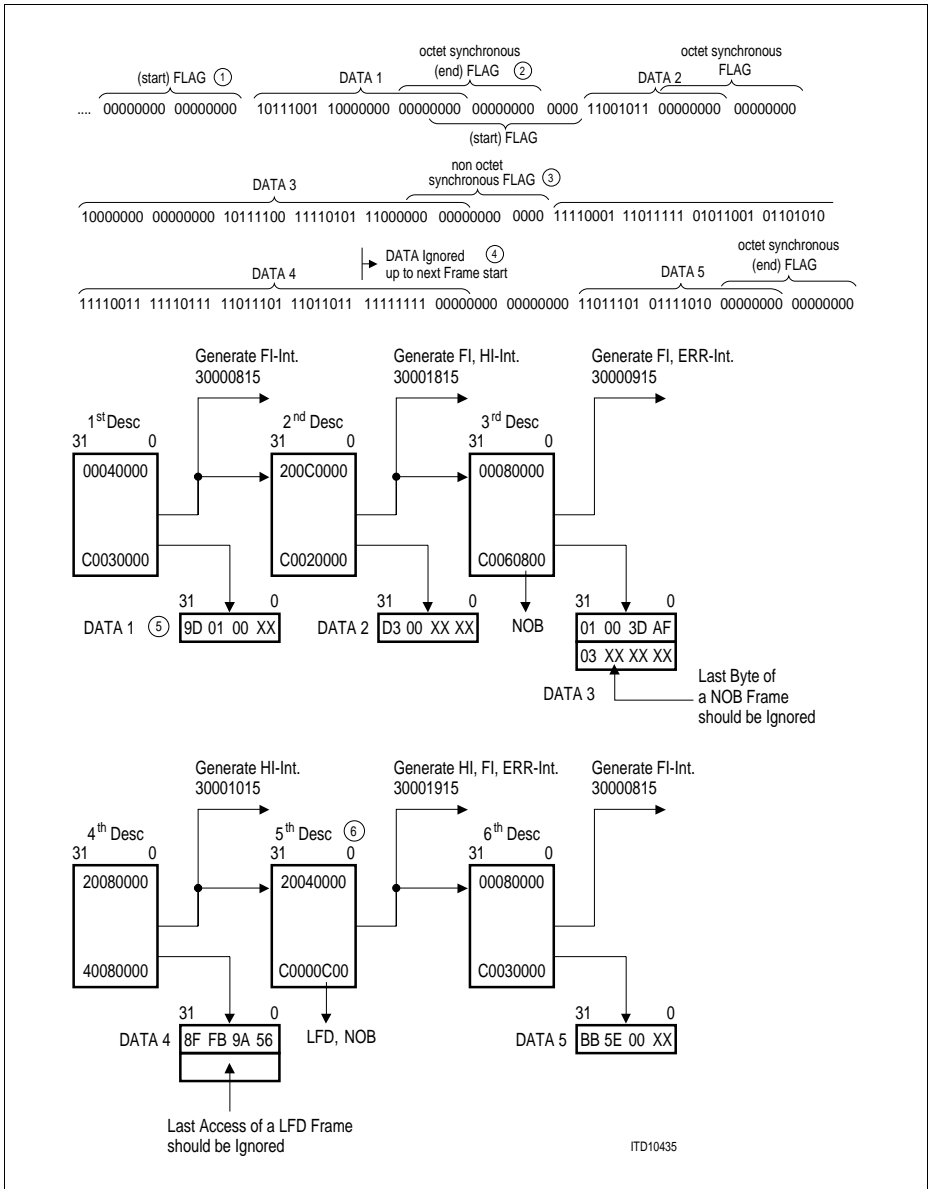 octet synchronous
(end) FLAG ②
octet synchronous
FLAG
(start) FLAG ①
DATA 1
DATA 2
.... 00000000 00000000 10111001 10000000 00000000 00000000 0000 11001011 00000000 00000000
(start) FLAG
DATA 3
non octet
synchronous FLAG ③
10000000 00000000 10111100 11110101 11000000 00000000 0000 11110001 11011111 01011001 01101010
DATA 4
DATA Ignored ④
up to next Frame start
DATA 5
octet synchronous
(end) FLAG
11110011 11110111 11011101 11011011 11111111 00000000 00000000 11011101 01111010 00000000 00000000
Generate FI-Int.
30000815
Generate FI, HI-Int.
30001815
Generate FI, ERR-Int.
30000915
1st Desc
2nd Desc
3rd Desc
31 0
31 0
31 0
00040000
200C0000
00080000
C0030000
C0020000
C0060800
31 0
31 0
31 0
DATA 1 ⑤ 9D 01 00 XX
DATA 2 D3 00 XX XX
NOB
01 00 3D AF
03 XX XX XX
DATA 3
Last Byte of
a NOB Frame
should be Ignored
Generate HI-Int.
30001015
Generate HI, FI, ERR-Int.
30001915
Generate FI-Int.
30000815
4th Desc
5th Desc ⑥
6th Desc
31 0
31 0
31 0
20080000
20040000
00080000
40080000
C0000C00
C0030000
31 0
31 0
DATA 4 8F FB 9A 56
LFD, NOB
DATA 5 BB 5E 00 XX
Last Access of a LFD Frame
should be Ignored
ITD10435